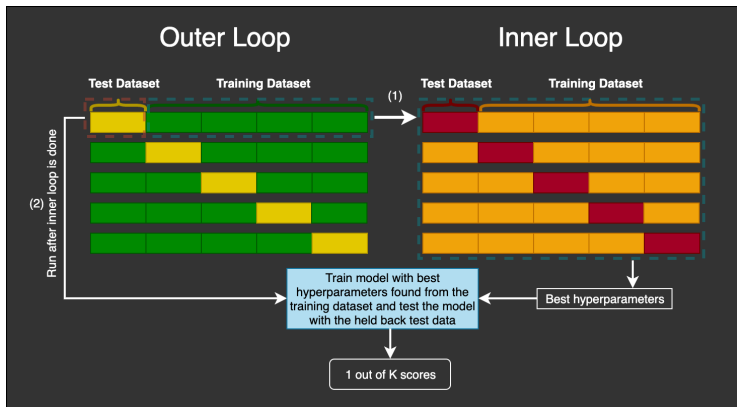 Outer Loop
Inner Loop
Test Dataset
Training Dataset
(1)
Test Dataset
Training Dataset
(2)
Run after inner loop is done
Train model with best
hyperparameters found from the
training dataset and test the model
with the held back test data
Best hyperparameters
1 out of K scores